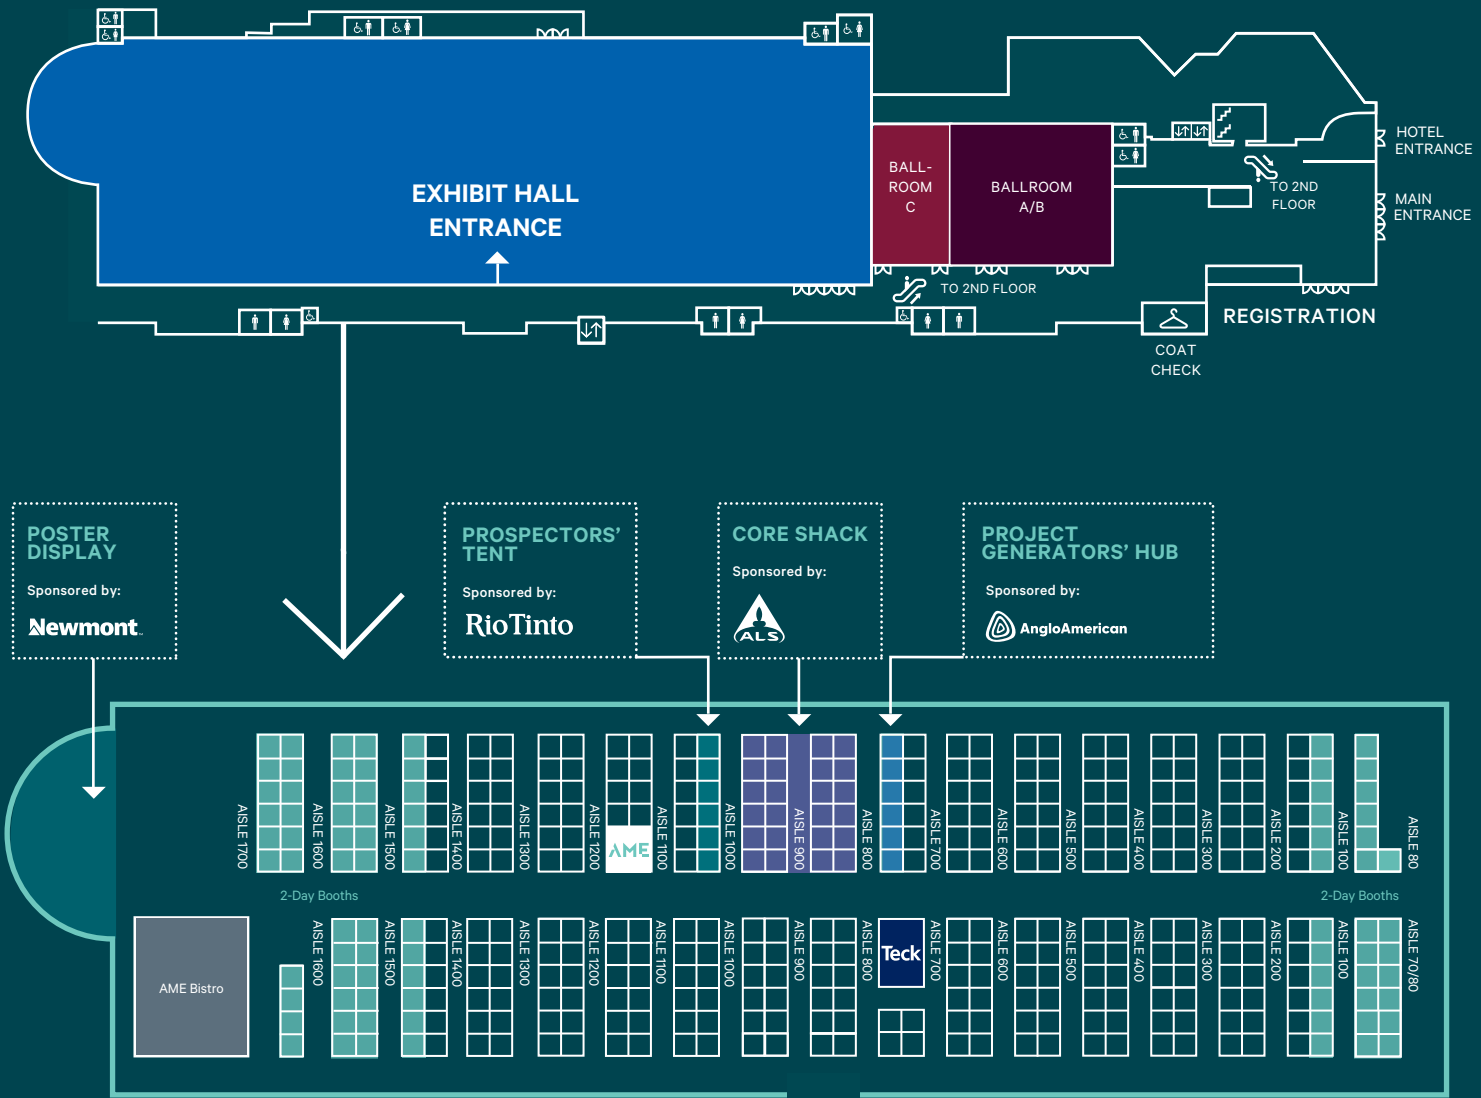 EXHIBIT HALL
ENTRANCE
BALL-
ROOM
C
BALLROOM
A/B
HOTEL
ENTRANCE
TO 2ND
FLOOR
MAIN
ENTRANCE
TO 2ND FLOOR
REGISTRATION
COAT
CHECK
POSTER
DISPLAY
Sponsored by:
Newmont™
PROSPECTORS’
TENT
Sponsored by:
RioTinto
CORE SHACK
Sponsored by:
ALS
PROJECT
GENERATORS’ HUB
Sponsored by:
AngloAmerican
AISLE 1700
AISLE 1600
AISLE 1500
AISLE 1400
AISLE 1300
AISLE 1200
AME
AISLE 1100
AISLE 1000
AISLE 900
AISLE 800
AISLE 700
AISLE 600
AISLE 500
AISLE 400
AISLE 300
AISLE 200
AISLE 100
AISLE 80
2-Day Booths
2-Day Booths
AME Bistro
AISLE 1600
AISLE 1500
AISLE 1400
AISLE 1300
AISLE 1200
AISLE 1100
AISLE 1000
AISLE 900
AISLE 800
Teck
AISLE 700
AISLE 600
AISLE 500
AISLE 400
AISLE 300
AISLE 200
AISLE 100
AISLE 70/80